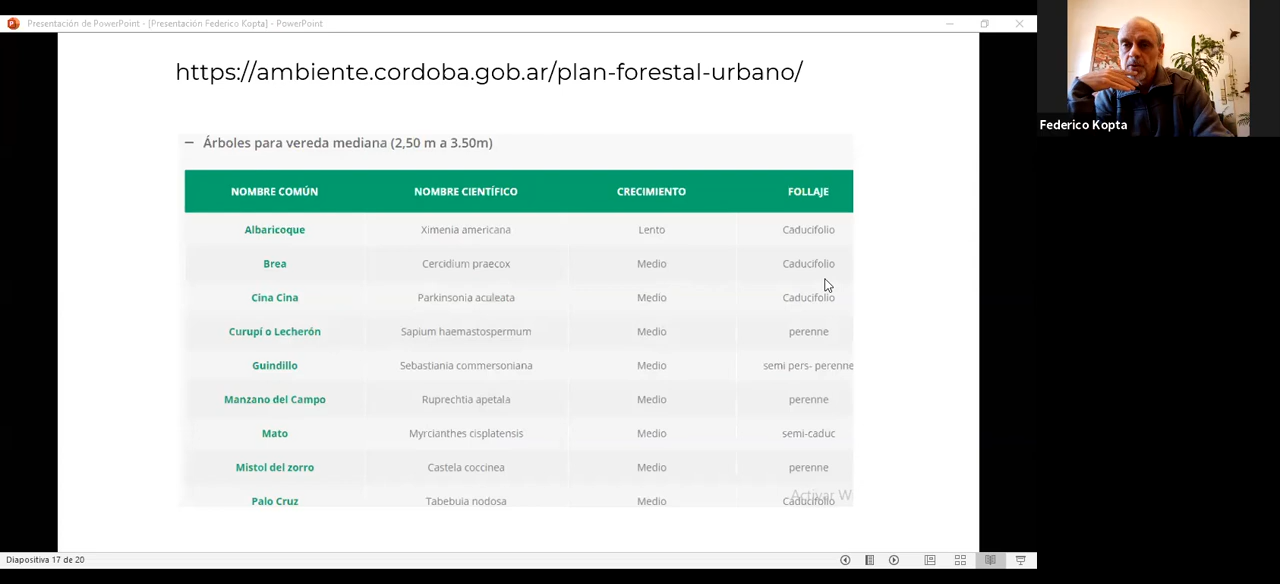 Presentación de PowerPoint - [Presentacion Federico Kopta] - PowerPoint
https://ambiente.cordoba.gob.ar/plan-forestal-urbano/
Federico Kopta
− Árboles para vereda mediana (2,50 m a 3.50m)
NOMBRE COMÚN NOMBRE CIENTÍFICO CRECIMIENTO FOLLAJE
Albaricoque Ximenia americana Lento Caducifolio
Brea Cercidium praecox Medio Caducifolio
Cina Cina Parkinsonia aculeata Medio Caducifolio
Curupí o Lecherón Sapium haemastospermum Medio perenne
Guindillo Sebastiania commersoniana Medio semi pers- perenne
Manzano del Campo Ruprechtia apetala Medio perenne
Mato Myrcianthes cisplatensis Medio semi-caduc
Mistol del zorro Castela coccinea Medio perenne
Palo Cruz Tabebuia nodosa Medio Caducifolio
Activar W
Diapositiva 17 de 20